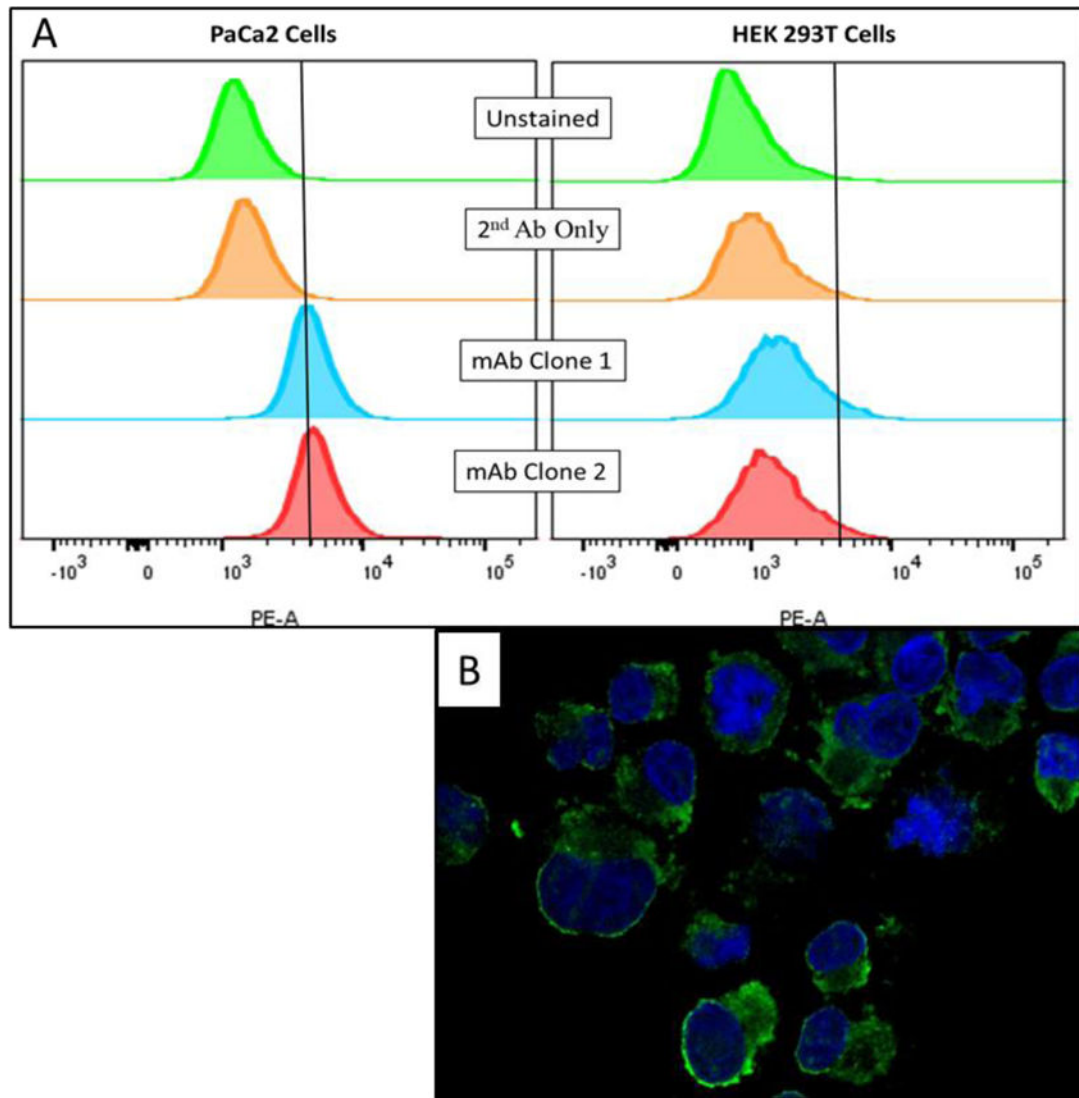 A
PaCa2 Cells
HEK 293T Cells
Unstained
2nd Ab Only
mAb Clone 1
mAb Clone 2
-10³ 0 10³ 10⁴ 10⁵
-10³ 0 10³ 10⁴ 10⁵
PE-A
PE-A
B